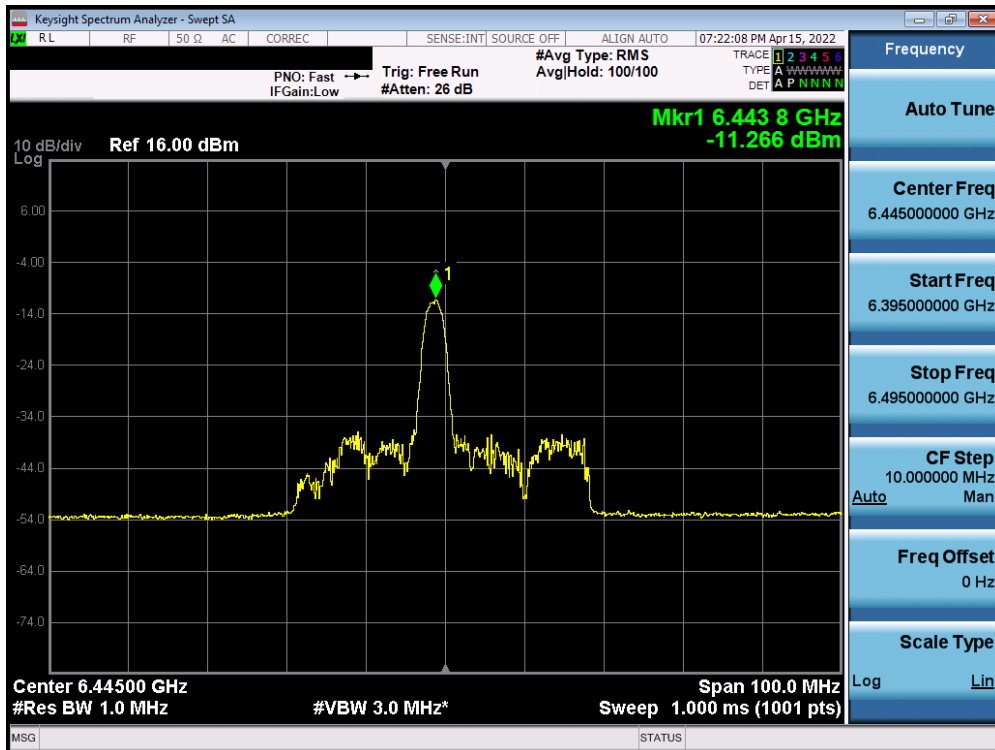 Keysight Spectrum Analyzer - Swept SA
LXI RL RF 50 Ω AC CORREC SENSE:INT SOURCE OFF ALIGN AUTO 07:22:08 PM Apr 15, 2022
PNO: Fast
IFGain:Low
Trig: Free Run
#Atten: 26 dB
#Avg Type: RMS
Avg|Hold: 100/100
TRACE 1 2 3 4 5 6
TYPE A WWWWW
DET A P N N N N
Mkr1 6.443 8 GHz
-11.266 dBm
10 dB/div Ref 16.00 dBm
Log
6.00
-4.00
1
-14.0
-24.0
-34.0
-44.0
-54.0
-64.0
-74.0
Center 6.44500 GHz Span 100.0 MHz
#Res BW 1.0 MHz #VBW 3.0 MHz* Sweep 1.000 ms (1001 pts)
MSG STATUS
Frequency
Auto Tune
Center Freq
6.445000000 GHz
Start Freq
6.395000000 GHz
Stop Freq
6.495000000 GHz
CF Step
10.000000 MHz
Auto Man
Freq Offset
0 Hz
Scale Type
Log Lin